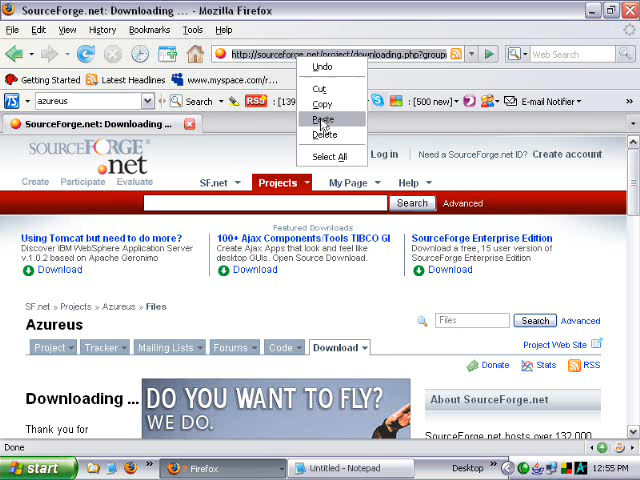 SourceForge.net: Downloading ... - Mozilla Firefox
File Edit View History Bookmarks Tools Help
http://sourceforge.net/project/downloading.php?group
Web Search
Getting Started Latest Headlines www.myspace.com/r...
azureus Search RSS [139 [500 new] E-mail Notifier
SourceForge.net: Downloading ...
Undo
Cut
Copy
Paste
Delete
Select All
SOURCEFORGE
.net
Log in Need a SourceForge.net ID? Create account
Create Participate Evaluate
SF.net Projects My Page Help
Search Advanced
Featured Downloads
Using Tomcat but need to do more?
Discover IBM WebSphere Application Server
v.1.0.2 based on Apache Geronimo
Download
100+ Ajax Components/Tools TIBCO GI
Create Ajax Apps that look and feel like
desktop GUIs. Open Source Download.
Download
SourceForge Enterprise Edition
Download a free, 15 user version of
SourceForge Enterprise Edition
Download
SF.net » Projects » Azureus » Files
Azureus
Files Search Advanced
Project Tracker Mailing Lists Forums Code Download
Project Web Site
Donate Stats RSS
Downloading ...
Thank you for
DO YOU WANT TO FLY?
WE DO.
About SourceForge.net
SourceForge.net hosts over 132,000
Done
start Firefox Untitled - Notepad Desktop 12:55 PM